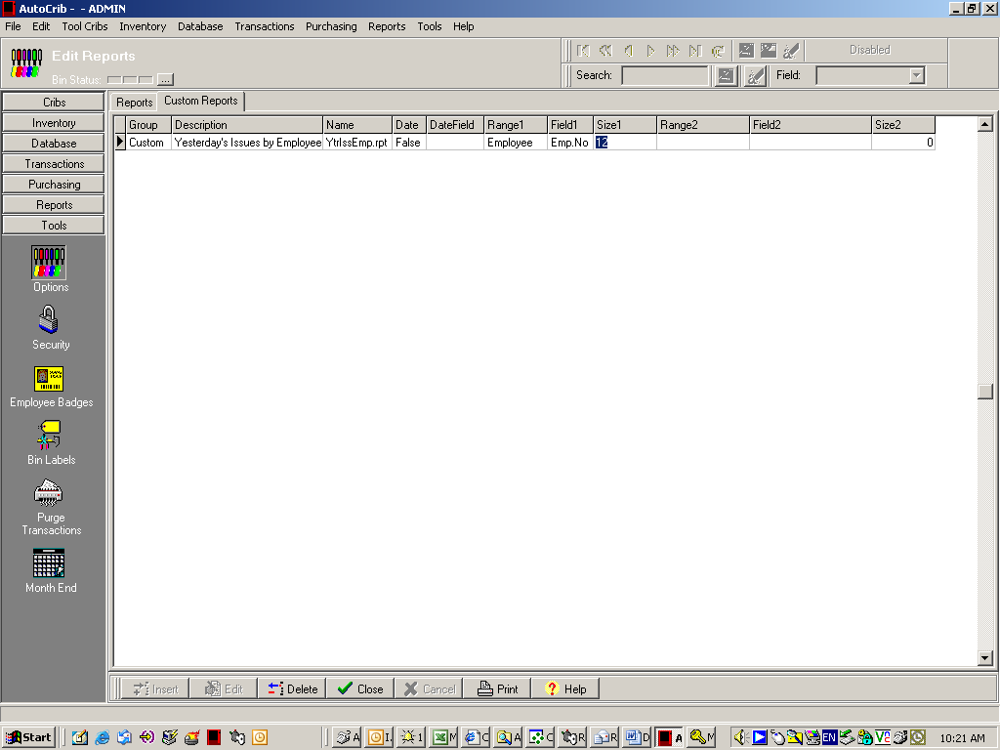 AutoCrib - - ADMIN
File Edit Tool Cribs Inventory Database Transactions Purchasing Reports Tools Help
Edit Reports
Bin Status: ...
Disabled
Search: Field:
Cribs
Inventory
Database
Transactions
Purchasing
Reports
Tools
Options
Security
Employee Badges
Bin Labels
Purge
Transactions
Month End
Reports Custom Reports
Group Description Name Date DateField Range1 Field1 Size1 Range2 Field2 Size2
Custom Yesterday's Issues by Employee YtrIssEmp.rpt False Employee Emp.No 12 0
Insert Edit Delete Close Cancel Print Help
Start A I. 1 M C A C R R D A M EN 10:21 AM